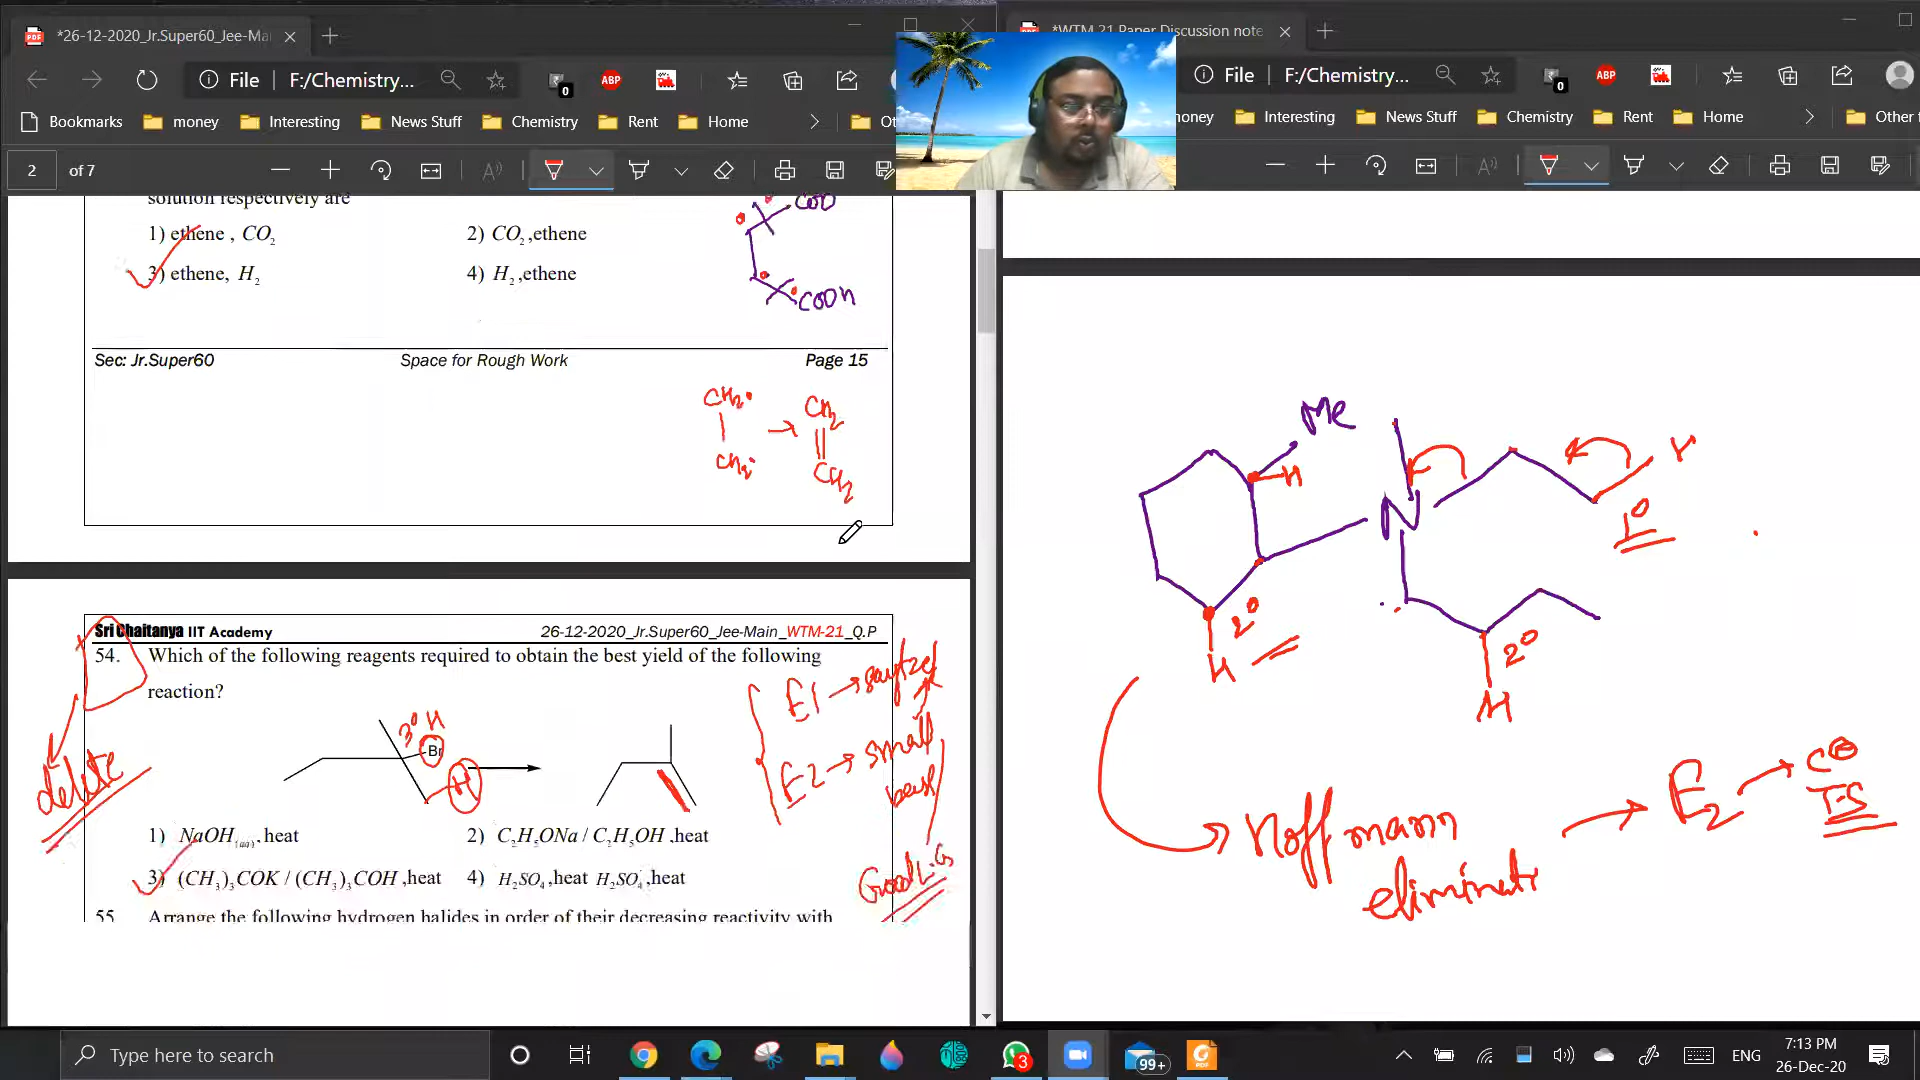 *26-12-2020_Jr.Super60_Jee-Mai
*WTM 21 Paper Discussion note
File F:/Chemistry... 0 ABP
File F:/Chemistry... 0 ABP
Bookmarks money Interesting News Stuff Chemistry Rent Home
Interesting News Stuff Chemistry Rent Home Other f
2 of 7
solution respectively are
1) ethene , CO2
2) CO2 ,ethene
3) ethene, H2
4) H2 ,ethene
COO
COOH
Sec: Jr.Super60 Space for Rough Work Page 15
CH2• → CH2
CH2• CH2
Sri Chaitanya IIT Academy 26-12-2020_Jr.Super60_Jee-Main_WTM-21_Q.P
54. Which of the following reagents required to obtain the best yield of the following
reaction?
delete
3° H
Br
H
E1 → saytzef
E2 → small
base
Good L.G
1) NaOH(aq) ,heat
2) C2H5ONa / C2H5OH ,heat
3) (CH3)3COK / (CH3)3COH ,heat
4) H2SO4 ,heat H2SO4 ,heat
55 Arrange the following hydrogen halides in order of their decreasing reactivity with
Me
H
H
N
1°
2°
H
2°
H
Hoffmann
eliminate
→ E2 → C⊖
T.S
Type here to search
3
99+
ENG
7:13 PM
26-Dec-20